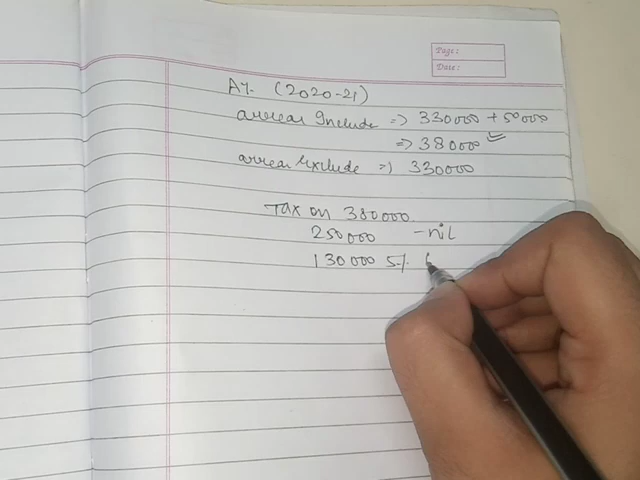 Page :
Date :
AY. (2020-21)
arrear Include => 330000 + 50000
=> 380000
arrear Exclude => 330000
Tax on 380000
250000 - nil
130000 5%